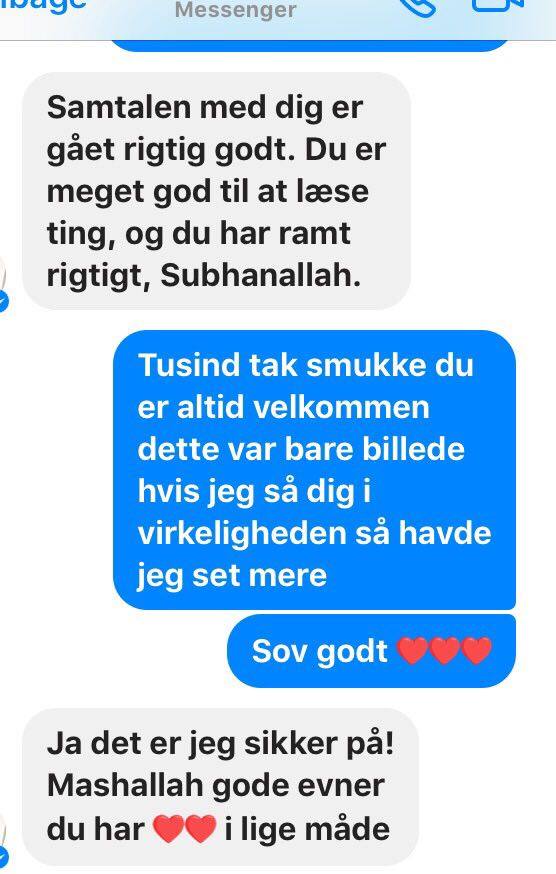 Messenger
Samtalen med dig er
gået rigtig godt. Du er
meget god til at læse
ting, og du har ramt
rigtigt, Subhanallah.
Tusind tak smukke du
er altid velkommen
dette var bare billede
hvis jeg så dig i
virkeligheden så havde
jeg set mere
Sov godt ❤️❤️❤️
Ja det er jeg sikker på!
Mashallah gode evner
du har ❤️❤️ i lige måde